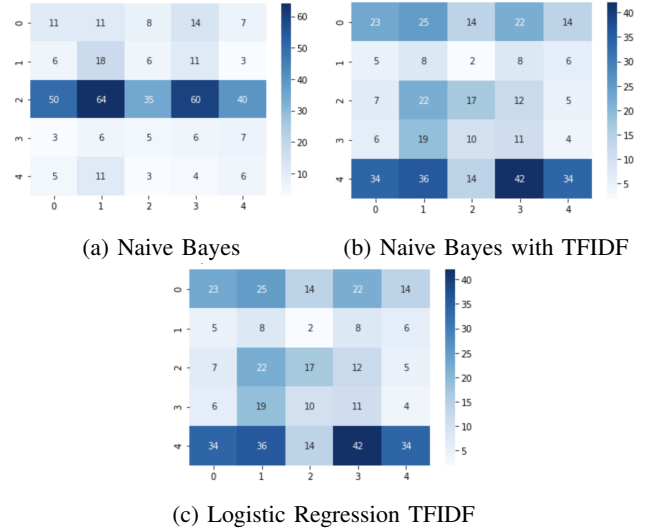 0 11 11 8 14 7
1 6 18 6 11 3
2 50 64 35 60 40
3 3 6 5 6 7
4 5 11 3 4 6
0 1 2 3 4
60
50
40
30
20
10
(a) Naive Bayes
0 23 25 14 22 14
1 5 8 2 8 6
2 7 22 17 12 5
3 6 19 10 11 4
4 34 36 14 42 34
0 1 2 3 4
40
35
30
25
20
15
10
5
(b) Naive Bayes with TFIDF
0 23 25 14 22 14
1 5 8 2 8 6
2 7 22 17 12 5
3 6 19 10 11 4
4 34 36 14 42 34
0 1 2 3 4
40
35
30
25
20
15
10
5
(c) Logistic Regression TFIDF